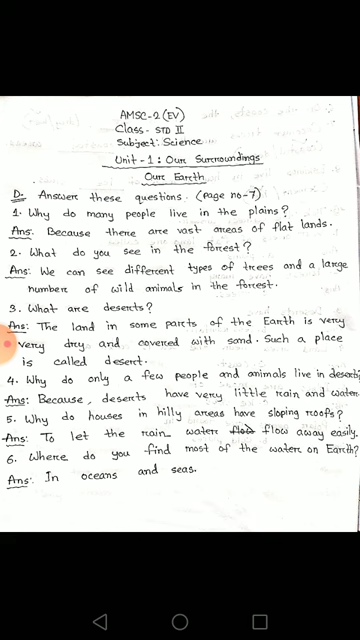 AMSC-2 (EV)
Class- STD II
Subject: Science
Unit-1: Our Surroundings
Our Earth
D. Answer these questions. (page no-7)
1. Why do many people live in the plains?
Ans. Because there are vast areas of flat lands.
2. What do you see in the forest?
Ans: We can see different types of trees and a large
number of wild animals in the forest.
3. What are deserts?
Ans: The land in some parts of the Earth is very
very dry and covered with sand. Such a place
is called desert.
4. Why do only a few people and animals live in desert?
Ans: Because, deserts have very little rain and water
5. Why do houses in hilly areas have sloping roofs?
Ans: To let the rain water flow flow away easily.
6. Where do you find most of the water on Earth?
Ans: In oceans and seas.